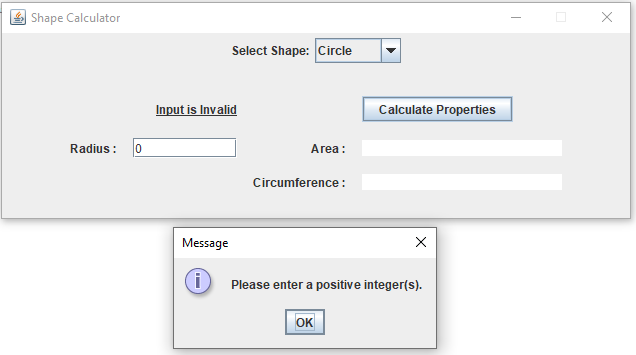 Shape Calculator
Select Shape: Circle
Input is Invalid
Calculate Properties
Radius : 0
Area :
Circumference :
Message
Please enter a positive integer(s).
OK